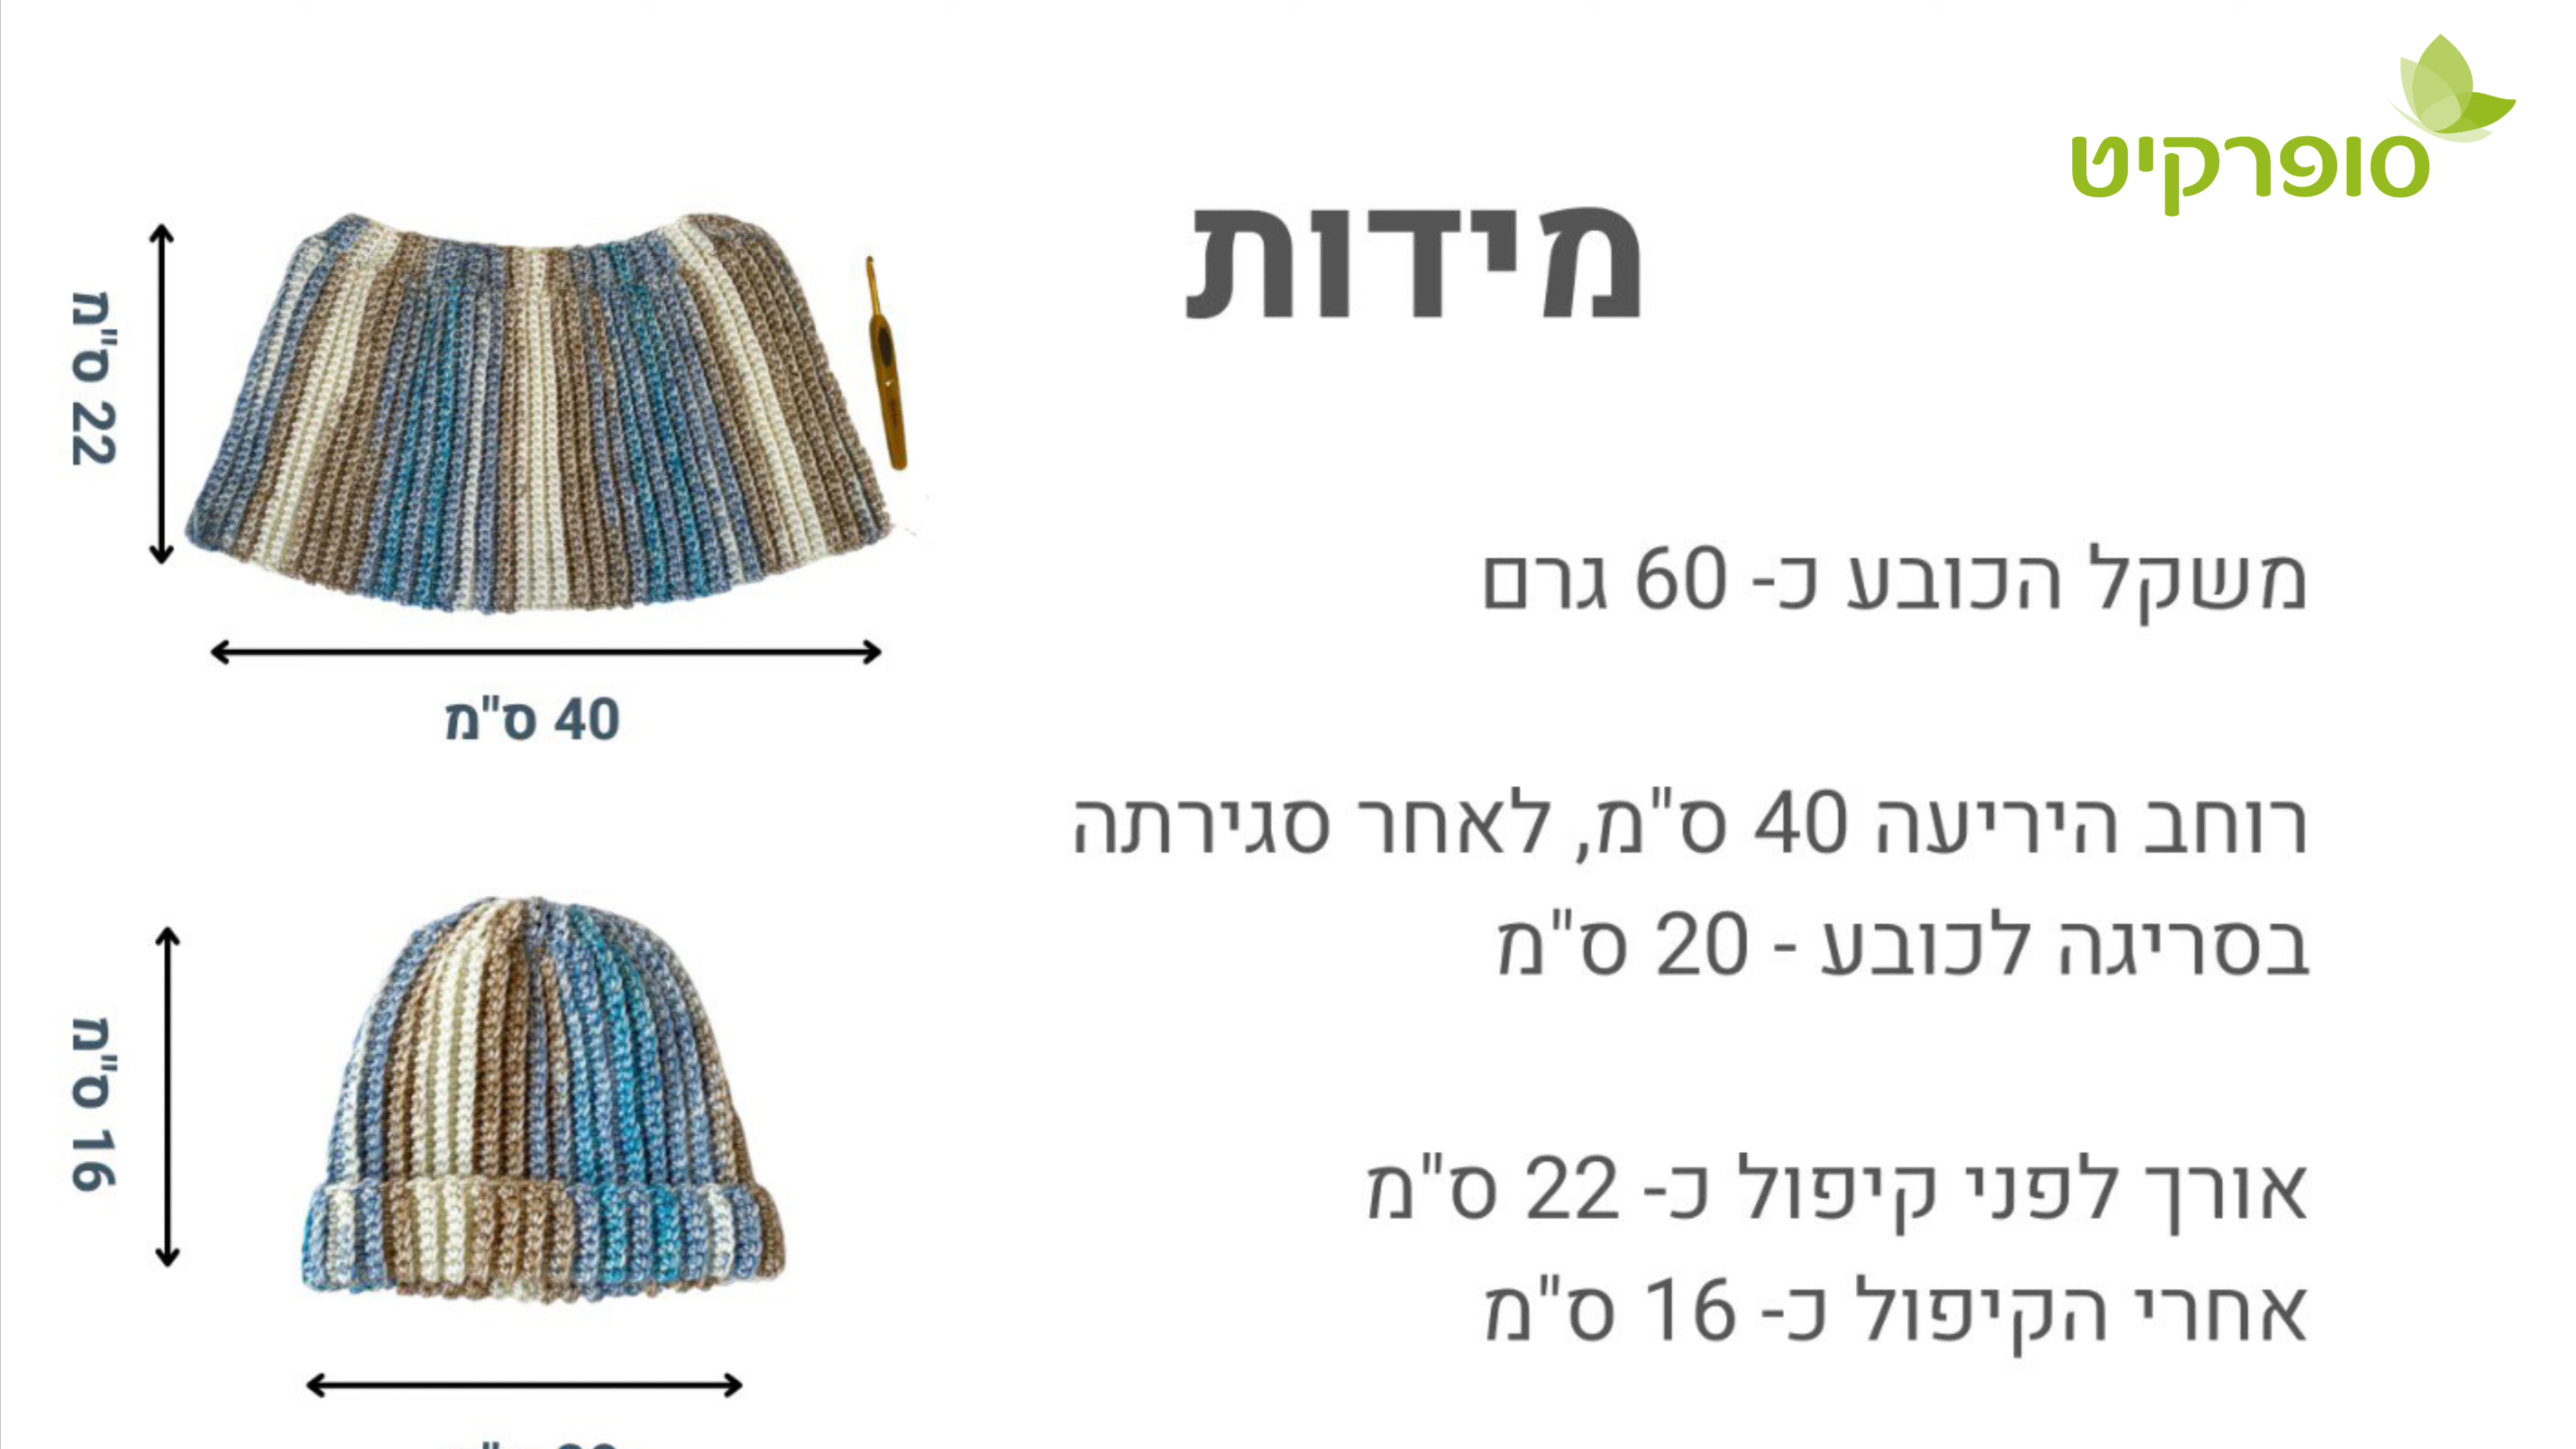 סופרקיט
מידות
משקל הכובע כ- 60 גרם
רוחב היריעה 40 ס"מ, לאחר סגירתה
בסריגה לכובע - 20 ס"מ
אורך לפני קיפול כ- 22 ס"מ
אחרי הקיפול כ- 16 ס"מ
22 ס"מ
40 ס"מ
16 ס"מ